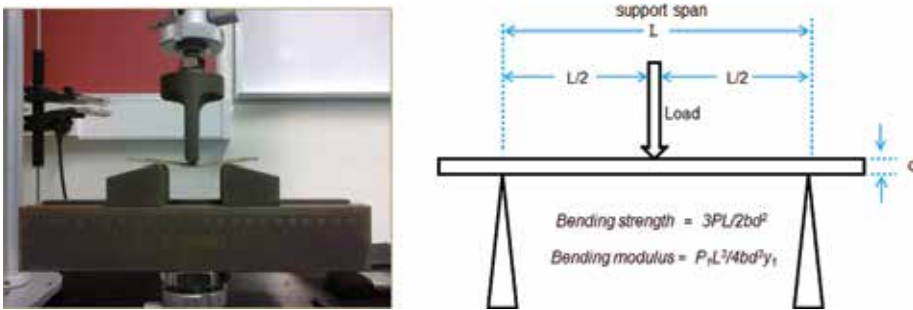 support span
L
L/2 L/2
Load
d
Bending strength = 3PL/2bd²
Bending modulus = P₁L³/4bd³y₁